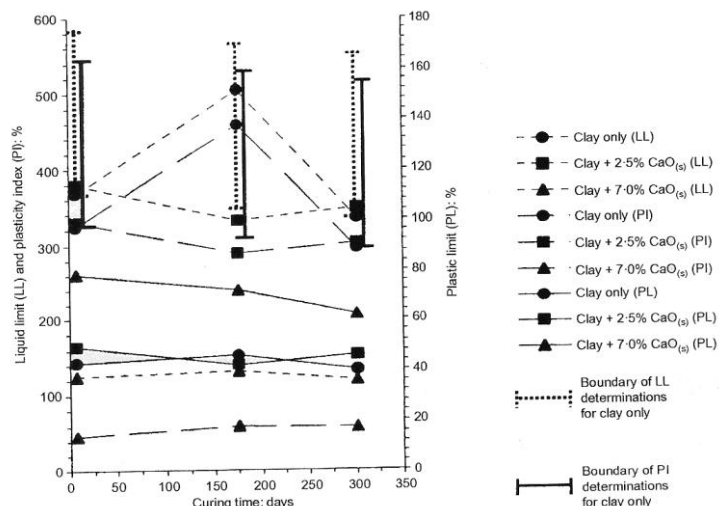 600
500
400
300
200
100
0
Liquid limit (LL) and plasticity index (PI): %
0
50
100
150
200
250
300
350
Curing time: days
180
160
140
120
100
80
60
40
20
0
Plastic limit (PL): %
Clay only (LL)
Clay + 2·5% CaO(s) (LL)
Clay + 7·0% CaO(s) (LL)
Clay only (PI)
Clay + 2·5% CaO(s) (PI)
Clay + 7·0% CaO(s) (PI)
Clay only (PL)
Clay + 2·5% CaO(s) (PL)
Clay + 7·0% CaO(s) (PL)
Boundary of LL
determinations
for clay only
Boundary of PI
determinations
for clay only